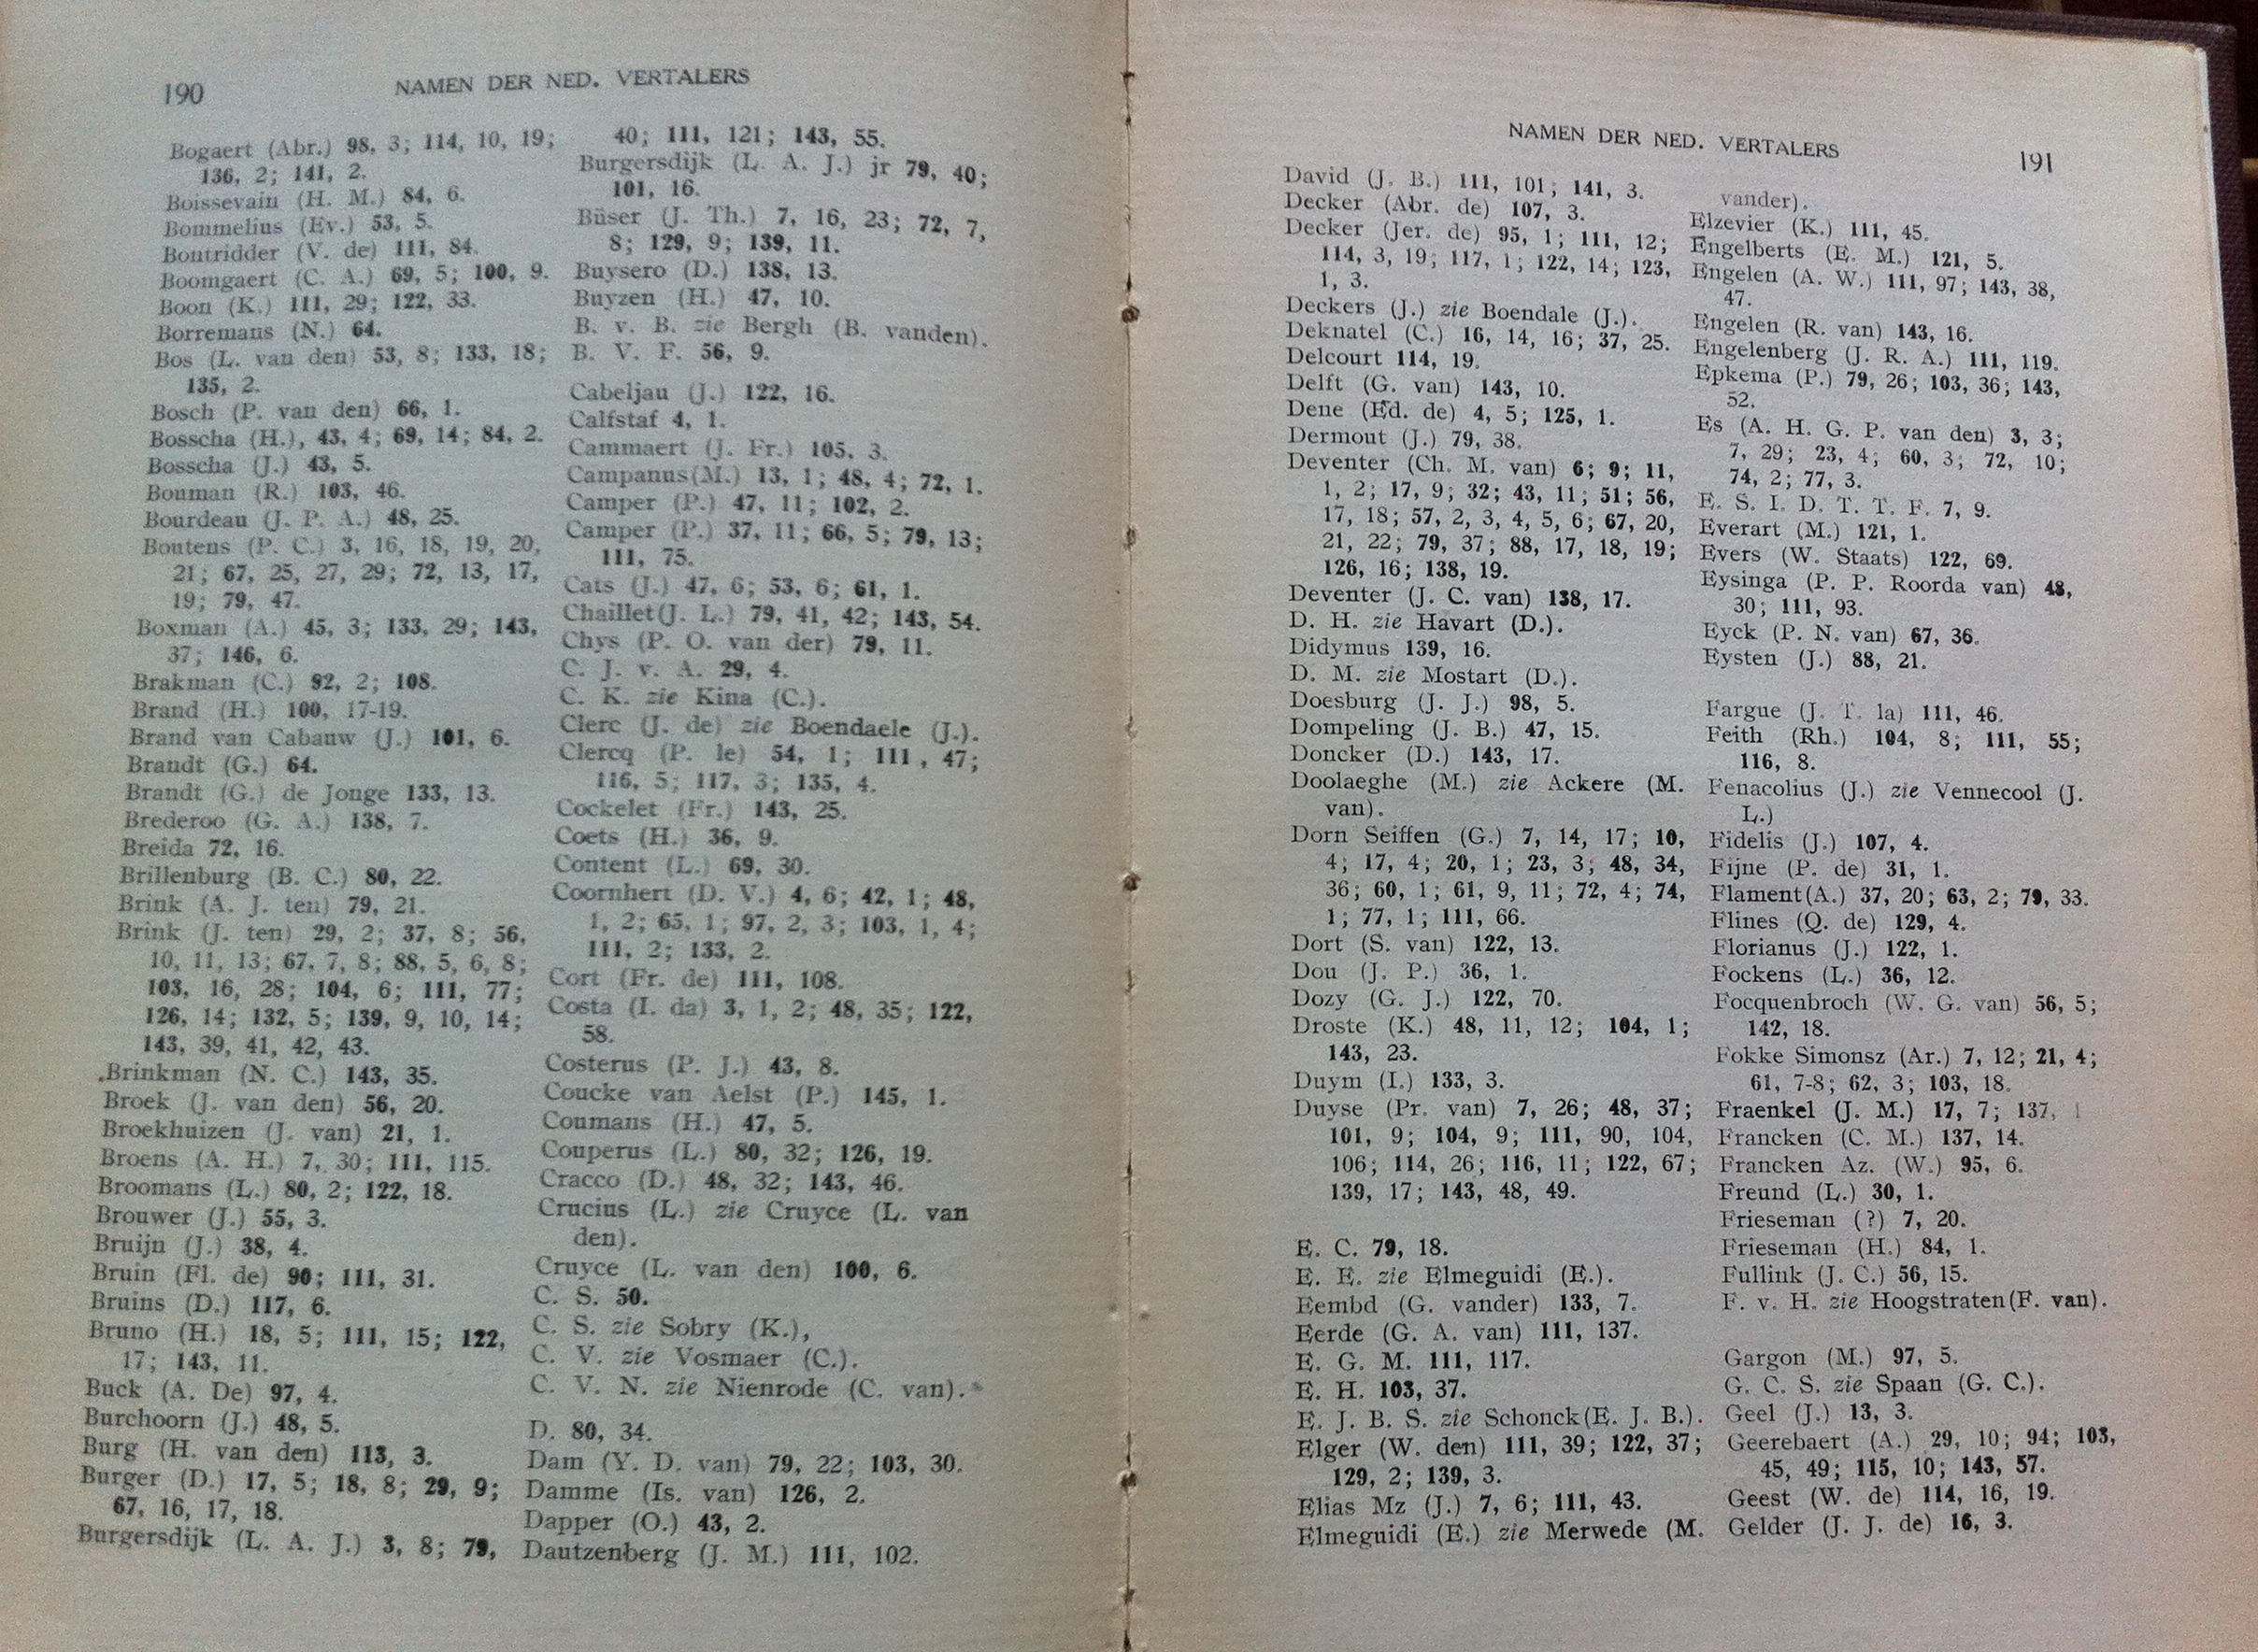 190
NAMEN DER NED. VERTALERS
Bogaert (Abr.) 98, 3; 114, 10, 19;
136, 2; 141, 2.
Boissevain (H. M.) 84, 6.
Bommelius (Ev.) 53, 5.
Bontridder (V. de) 111, 84.
Boomgaert (C. A.) 69, 5; 100, 9.
Boon (K.) 111, 29; 122, 33.
Borremans (N.) 64.
Bos (L. van den) 53, 8; 133, 18;
135, 2.
Bosch (P. van den) 66, 1.
Bosscha (H.), 43, 4; 69, 14; 84, 2.
Bosscha (J.) 43, 5.
Bouman (R.) 103, 46.
Bourdeau (J. P. A.) 48, 25.
Boutens (P. C.) 3, 16, 18, 19, 20,
21; 67, 25, 27, 29; 72, 13, 17,
19; 79, 47.
Boxman (A.) 45, 3; 133, 29; 143,
37; 146, 6.
Brakman (C.) 92, 2; 108.
Brand (H.) 100, 17-19.
Brand van Cabauw (J.) 101, 6.
Brandt (G.) 64.
Brandt (G.) de Jonge 133, 13.
Brederoo (G. A.) 138, 7.
Breida 72, 16.
Brillenburg (B. C.) 80, 22.
Brink (A. J. ten) 79, 21.
Brink (J. ten) 29, 2; 37, 8; 56,
10, 11, 13; 67, 7, 8; 88, 5, 6, 8;
103, 16, 28; 104, 6; 111, 77;
126, 14; 132, 5; 139, 9, 10, 14;
143, 39, 41, 42, 43.
Brinkman (N. C.) 143, 35.
Broek (J. van den) 56, 20.
Broekhuizen (J. van) 21, 1.
Broens (A. H.) 7, 30; 111, 115.
Broomans (L.) 80, 2; 122, 18.
Brouwer (J.) 55, 3.
Bruijn (J.) 38, 4.
Bruin (Fl. de) 90; 111, 31.
Bruins (D.) 117, 6.
Bruno (H.) 18, 5; 111, 15; 122,
17; 143, 11.
Buck (A. De) 97, 4.
Burchoorn (J.) 48, 5.
Burg (H. van den) 113, 3.
Burger (D.) 17, 5; 18, 8; 29, 9;
67, 16, 17, 18.
Burgersdijk (L. A. J.) 3, 8; 79,
40; 111, 121; 143, 55.
Burgersdijk (L. A. J.) jr 79, 40;
101, 16.
Büser (J. Th.) 7, 16, 23; 72, 7,
8; 129, 9; 139, 11.
Buysero (D.) 138, 13.
Buyzen (H.) 47, 10.
B. v. B. zie Bergh (B. vanden).
B. V. F. 56, 9.
Cabeljau (J.) 122, 16.
Calfstaf 4, 1.
Cammaert (J. Fr.) 105, 3.
Campanus(M.) 13, 1; 48, 4; 72, 1.
Camper (P.) 47, 11; 102, 2.
Camper (P.) 37, 11; 66, 5; 79, 13;
111, 75.
Cats (J.) 47, 6; 53, 6; 61, 1.
Chaillet(J. L.) 79, 41, 42; 143, 54.
Chys (P. O. van der) 79, 11.
C. J. v. A. 29, 4.
C. K. zie Kina (C.).
Clerc (J. de) zie Boendaele (J.).
Clercq (P. le) 54, 1; 111, 47;
116, 5; 117, 3; 135, 4.
Cockelet (Fr.) 143, 25.
Coets (H.) 36, 9.
Content (L.) 69, 30.
Coornhert (D. V.) 4, 6; 42, 1; 48,
1, 2; 65, 1; 97, 2, 3; 103, 1, 4;
111, 2; 133, 2.
Cort (Fr. de) 111, 108.
Costa (I. da) 3, 1, 2; 48, 35; 122,
58.
Costerus (P. J.) 43, 8.
Coucke van Aelst (P.) 145, 1.
Coumans (H.) 47, 5.
Couperus (L.) 80, 32; 126, 19.
Cracco (D.) 48, 32; 143, 46.
Crucius (L.) zie Cruyce (L. van
den).
Cruyce (L. van den) 100, 6.
C. S. 50.
C. S. zie Sobry (K.),
C. V. zie Vosmaer (C.).
C. V. N. zie Nienrode (C. van).
D. 80, 34.
Dam (Y. D. van) 79, 22; 103, 30.
Damme (Is. van) 126, 2.
Dapper (O.) 43, 2.
Dautzenberg (J. M.) 111, 102.
NAMEN DER NED. VERTALERS
191
David (J. B.) 111, 101; 141, 3.
Decker (Abr. de) 107, 3.
Decker (Jer. de) 95, 1; 111, 12;
114, 3, 19; 117, 1; 122, 14; 123,
1, 3.
Deckers (J.) zie Boendale (J.).
Deknatel (C.) 16, 14, 16; 37, 25.
Delcourt 114, 19.
Delft (G. van) 143, 10.
Dene (Ed. de) 4, 5; 125, 1.
Dermout (J.) 79, 38.
Deventer (Ch. M. van) 6; 9; 11,
1, 2; 17, 9; 32; 43, 11; 51; 56,
17, 18; 57, 2, 3, 4, 5, 6; 67, 20,
21, 22; 79, 37; 88, 17, 18, 19;
126, 16; 138, 19.
Deventer (J. C. van) 138, 17.
D. H. zie Havart (D.).
Didymus 139, 16.
D. M. zie Mostart (D.).
Doesburg (J. J.) 98, 5.
Dompeling (J. B.) 47, 15.
Doncker (D.) 143, 17.
Doolaeghe (M.) zie Ackere (M.
van).
Dorn Seiffen (G.) 7, 14, 17; 10,
4; 17, 4; 20, 1; 23, 3; 48, 34,
36; 60, 1; 61, 9, 11; 72, 4; 74,
1; 77, 1; 111, 66.
Dort (S. van) 122, 13.
Dou (J. P.) 36, 1.
Dozy (G. J.) 122, 70.
Droste (K.) 48, 11, 12; 104, 1;
143, 23.
Duym (I.) 133, 3.
Duyse (Pr. van) 7, 26; 48, 37;
101, 9; 104, 9; 111, 90, 104,
106; 114, 26; 116, 11; 122, 67;
139, 17; 143, 48, 49.
E. C. 79, 18.
E. E. zie Elmeguidi (E.).
Eembd (G. vander) 133, 7.
Eerde (G. A. van) 111, 137.
E. G. M. 111, 117.
E. H. 103, 37.
E. J. B. S. zie Schonck(E. J. B.).
Elger (W. den) 111, 39; 122, 37;
129, 2; 139, 3.
Elias Mz (J.) 7, 6; 111, 43.
Elmeguidi (E.) zie Merwede (M.
vander).
Elzevier (K.) 111, 45.
Engelberts (E. M.) 121, 5.
Engelen (A. W.) 111, 97; 143, 38,
47.
Engelen (R. van) 143, 16.
Engelenberg (J. R. A.) 111, 119.
Epkema (P.) 79, 26; 103, 36; 143,
52.
Es (A. H. G. P. van den) 3, 3;
7, 29; 23, 4; 60, 3; 72, 10;
74, 2; 77, 3.
E. S. I. D. T. T. F. 7, 9.
Everart (M.) 121, 1.
Evers (W. Staats) 122, 69.
Eysinga (P. P. Roorda van) 48,
30; 111, 93.
Eyck (P. N. van) 67, 36.
Eysten (J.) 88, 21.
Fargue (J. T. la) 111, 46.
Feith (Rh.) 104, 8; 111, 55;
116, 8.
Fenacolius (J.) zie Vennecool (J.
L.)
Fidelis (J.) 107, 4.
Fijne (P. de) 31, 1.
Flament(A.) 37, 20; 63, 2; 79, 33.
Flines (Q. de) 129, 4.
Florianus (J.) 122, 1.
Fockens (L.) 36, 12.
Focquenbroch (W. G. van) 56, 5;
142, 18.
Fokke Simonsz (Ar.) 7, 12; 21, 4;
61, 7-8; 62, 3; 103, 18.
Fraenkel (J. M.) 17, 7; 137,
Francken (C. M.) 137, 14.
Francken Az. (W.) 95, 6.
Freund (L.) 30, 1.
Frieseman (?) 7, 20.
Frieseman (H.) 84, 1.
Fullink (J. C.) 56, 15.
F. v. H. zie Hoogstraten(F. van).
Gargon (M.) 97, 5.
G. C. S. zie Spaan (G. C.).
Geel (J.) 13, 3.
Geerebaert (A.) 29, 10; 94; 103,
45, 49; 115, 10; 143, 57.
Geest (W. de) 114, 16, 19.
Gelder (J. J. de) 16, 3.